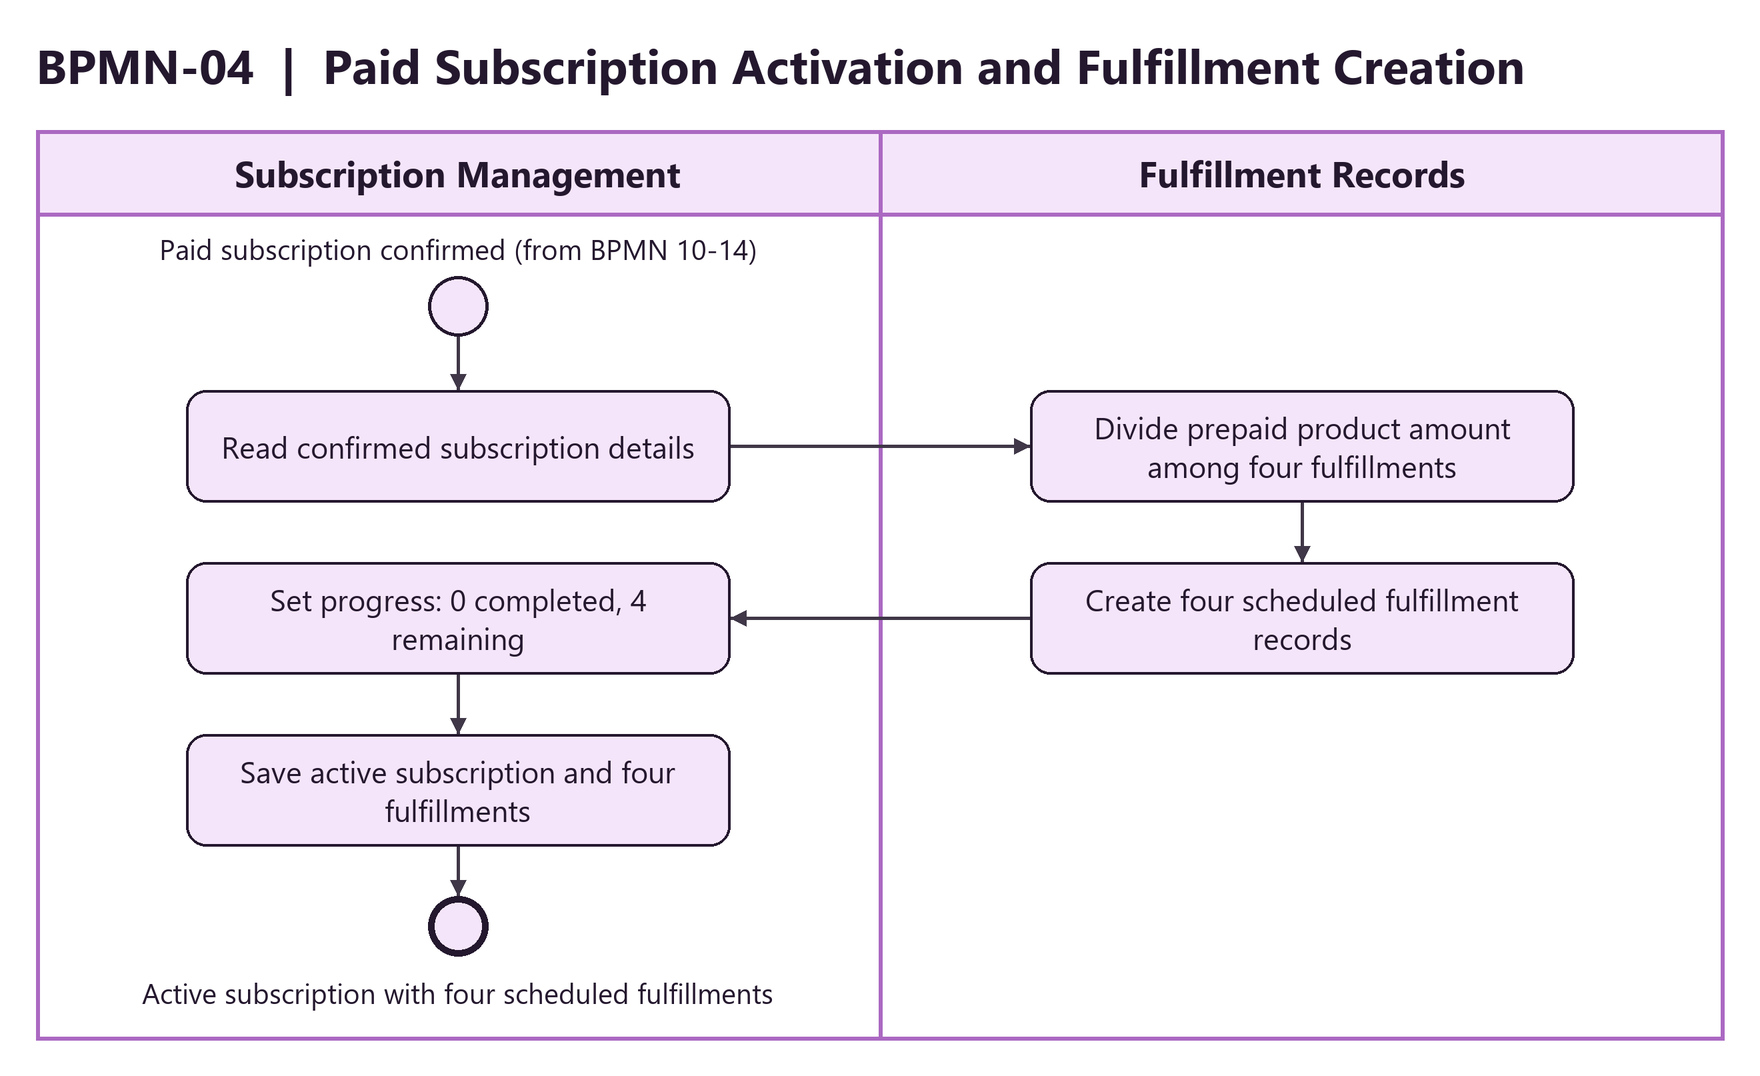 BPMN-04 | Paid Subscription Activation and Fulfillment Creation
Subscription Management
Fulfillment Records
Paid subscription confirmed (from BPMN 10-14)
Read confirmed subscription details
Divide prepaid product amount
among four fulfillments
Set progress: 0 completed, 4
remaining
Create four scheduled fulfillment
records
Save active subscription and four
fulfillments
Active subscription with four scheduled fulfillments